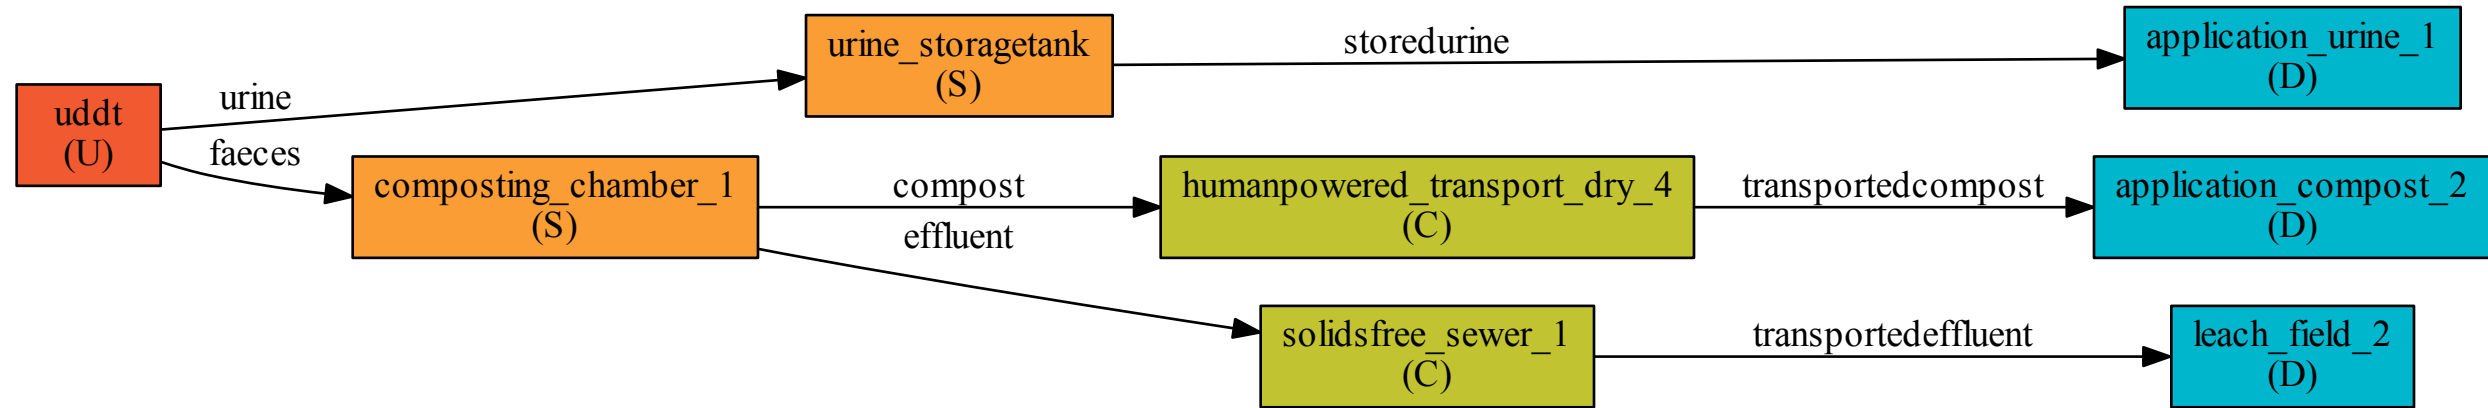 uddt
(U)
urine
faeces
urine_storagetank
(S)
composting_chamber_1
(S)
storedurine
compost
effluent
humanpowered_transport_dry_4
(C)
solidsfree_sewer_1
(C)
transportedcompost
transportedeffluent
application_urine_1
(D)
application_compost_2
(D)
leach_field_2
(D)